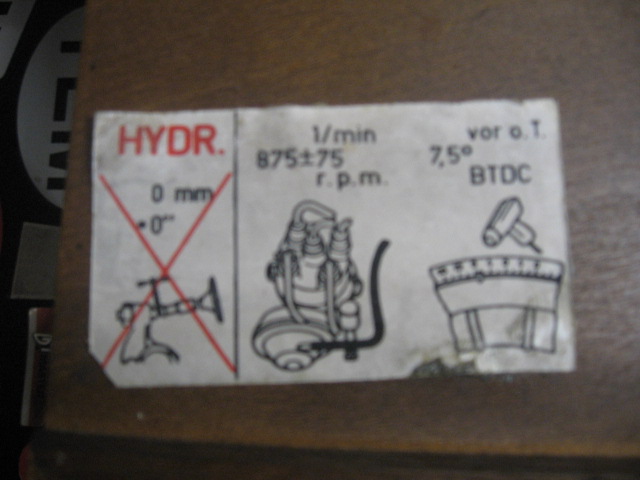 HYDR.
0 mm
0"
1/min
875±75
r.p.m.
vor o.T.
7,5°
BTDC